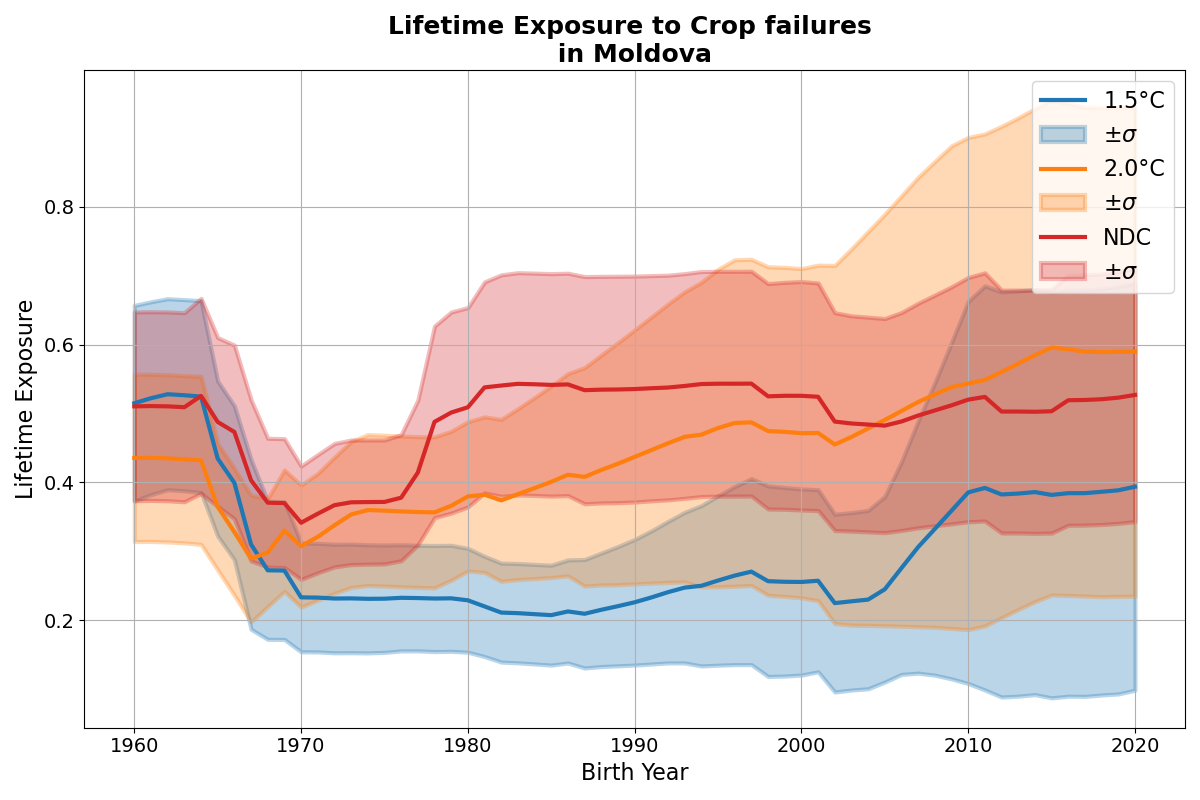 Lifetime Exposure to Crop failures
in Moldova
1.5°C
±σ
2.0°C
±σ
NDC
±σ
Lifetime Exposure
0.8
0.6
0.4
0.2
1960 1970 1980 1990 2000 2010 2020
Birth Year